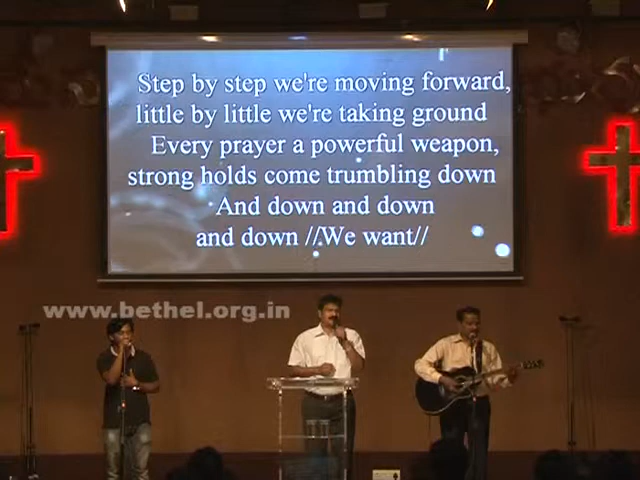 Step by step we're moving forward,
little by little we're taking ground
Every prayer a powerful weapon,
strong holds come trumbling down
And down and down
and down //We want//
www.bethel.org.in